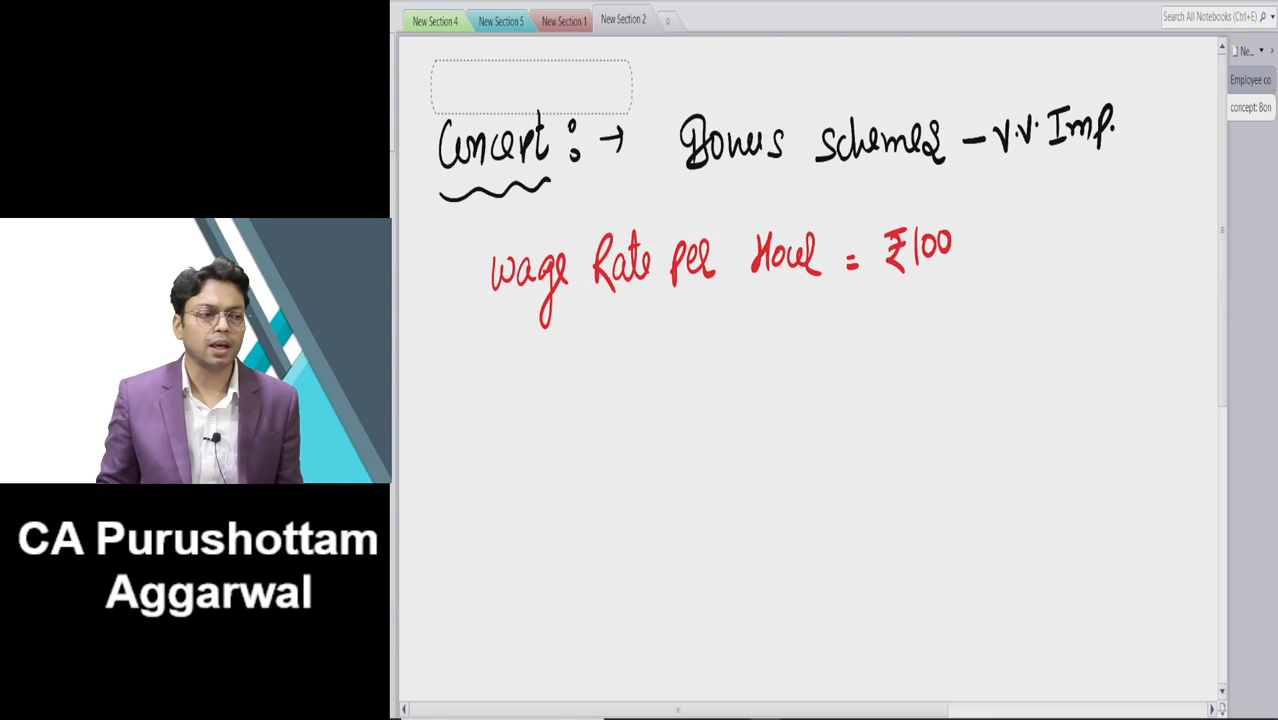 New Section 4
New Section 5
New Section 1
New Section 2
Search All Notebooks (Ctrl+E)
Ne...
Employee co
concept: Bon
Concept :→ Bonus schemes - v.v. Imp.
wage Rate per Hour = ₹100
CA Purushottam
Aggarwal